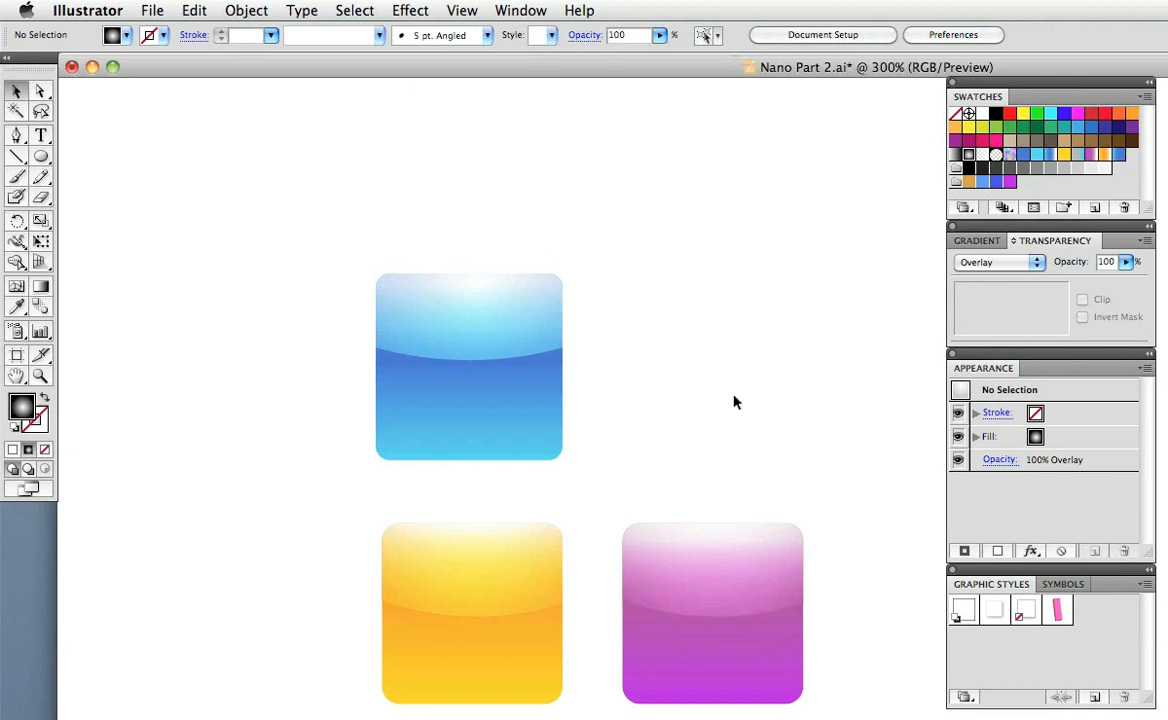 Illustrator File Edit Object Type Select Effect View Window Help
No Selection Stroke: 5 pt. Angled Style: Opacity: 100 % Document Setup Preferences
Nano Part 2.ai* @ 300% (RGB/Preview)
SWATCHES
GRADIENT TRANSPARENCY
Overlay Opacity: 100 %
Clip
Invert Mask
APPEARANCE
No Selection
Stroke:
Fill:
Opacity: 100% Overlay
fx
GRAPHIC STYLES SYMBOLS